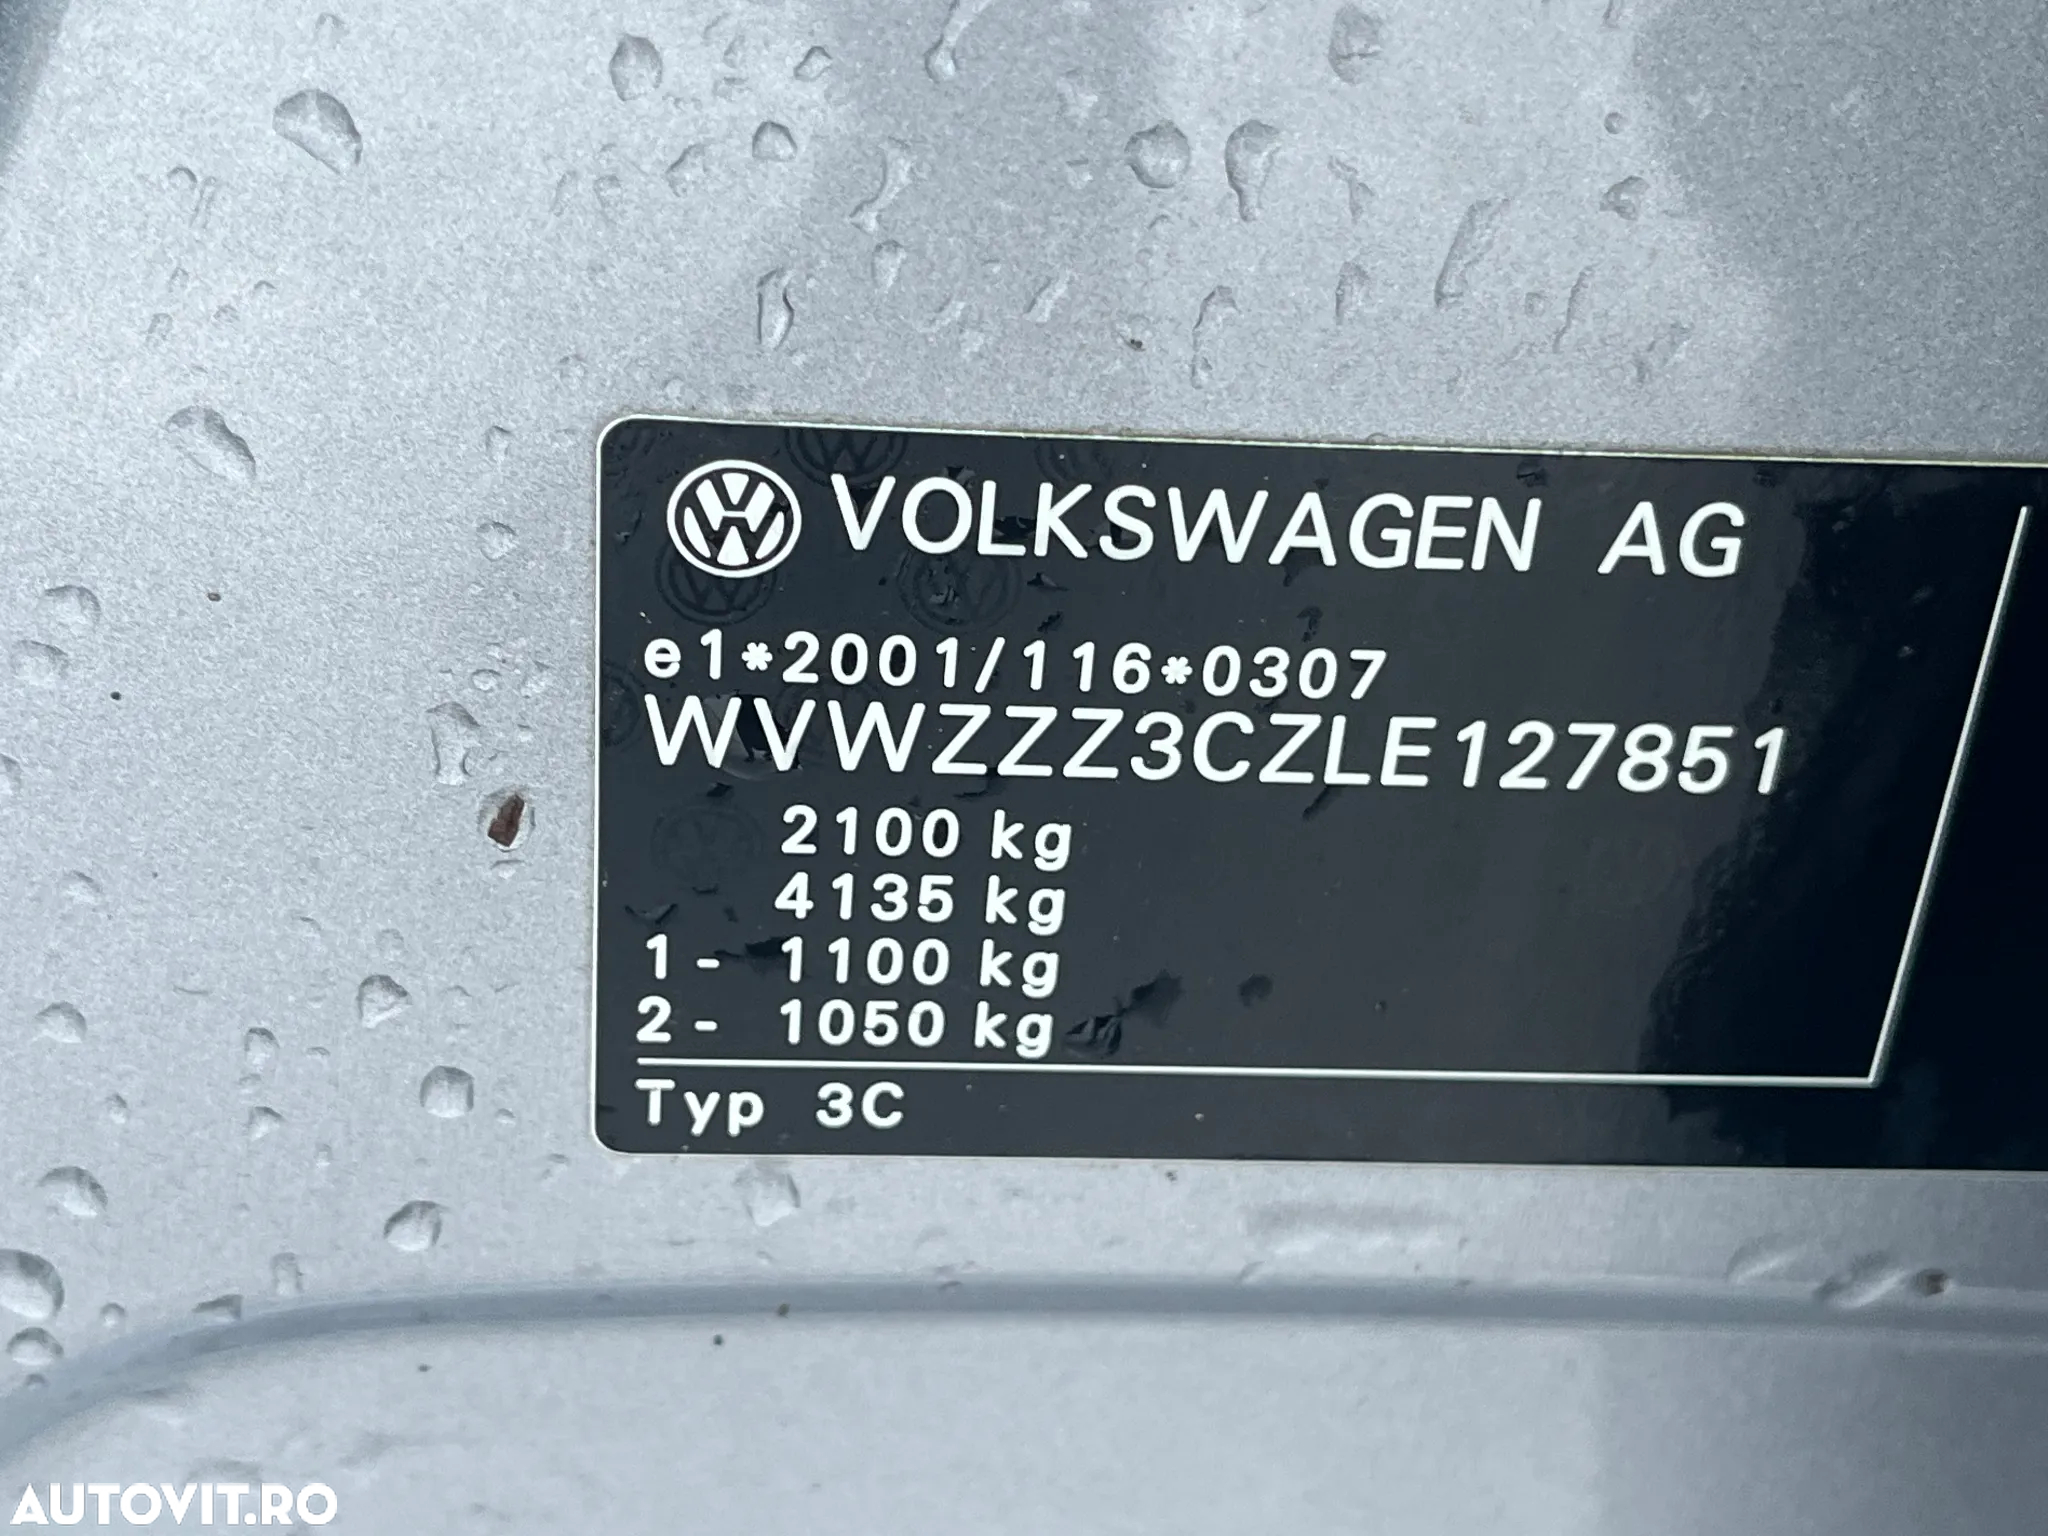 VOLKSWAGEN AG
e1*2001/116*0307
WVWZZZ3CZLE127851
2100 kg
4135 kg
1- 1100 kg
2- 1050 kg
Typ 3C
AUTOVIT.RO